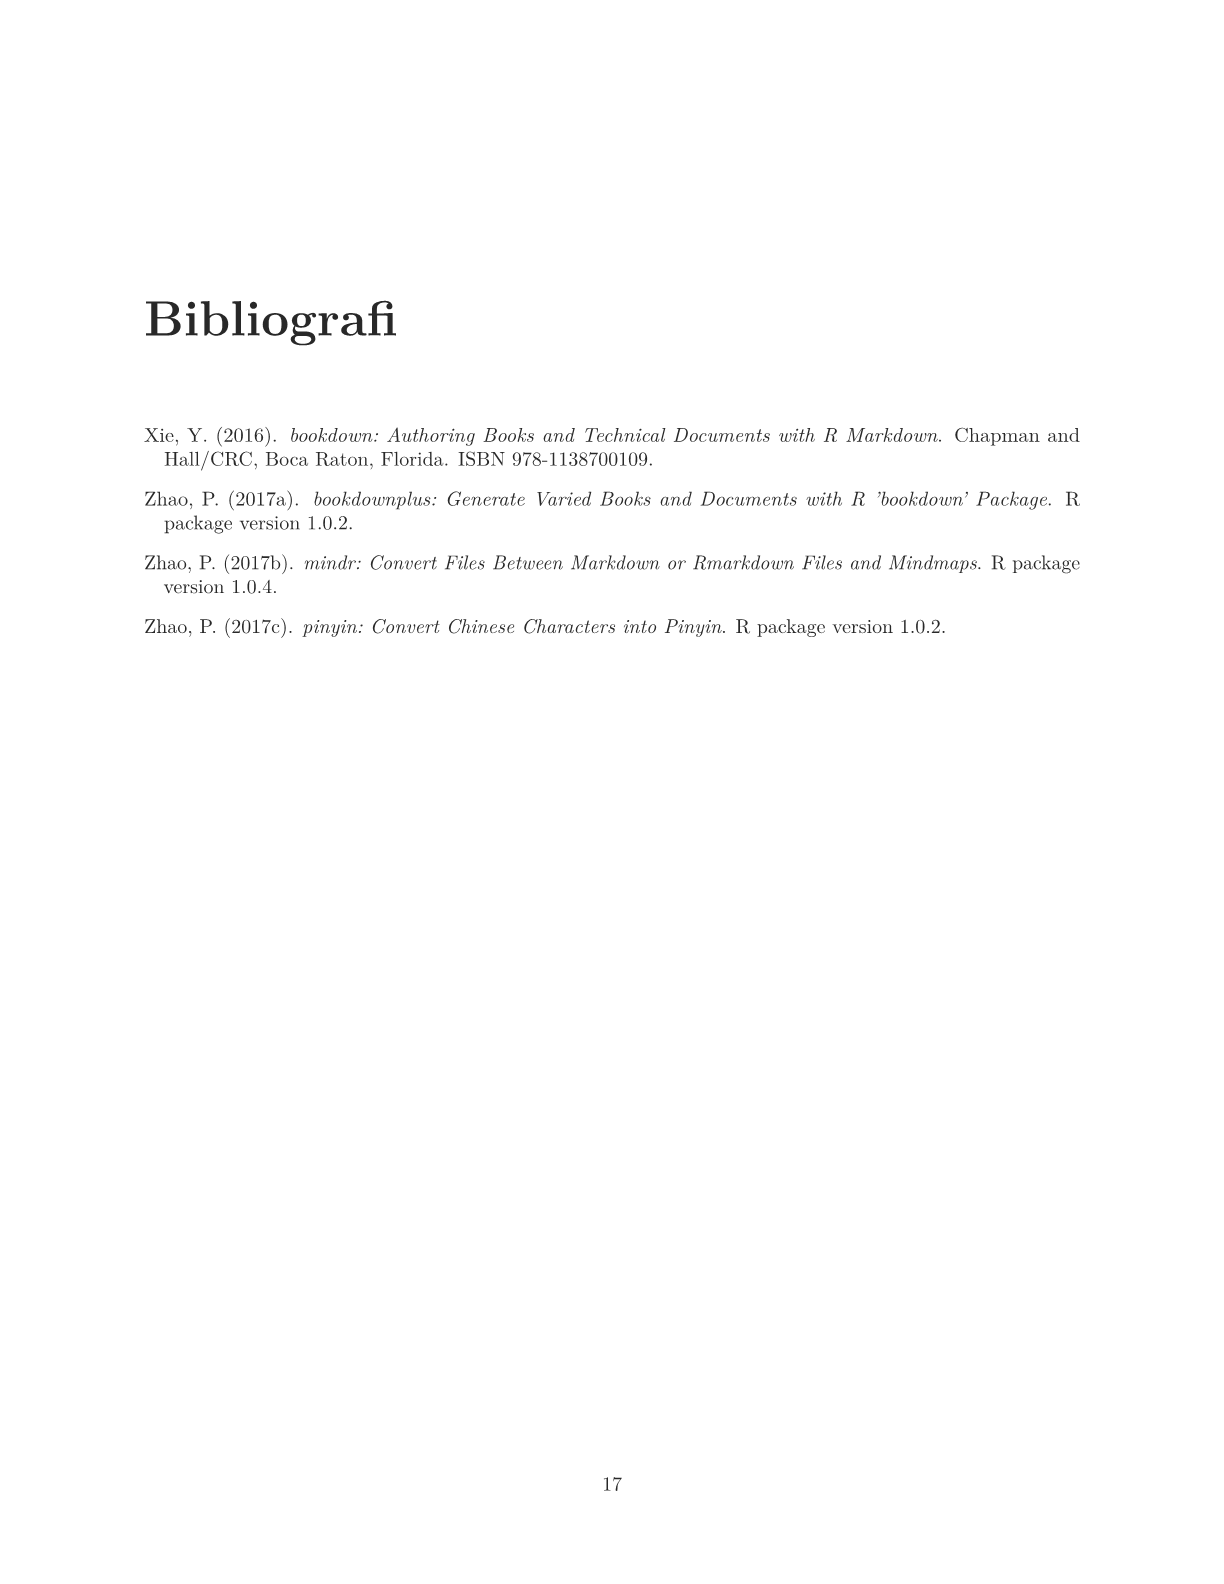 Bibliografi
Xie, Y. (2016). bookdown: Authoring Books and Technical Documents with R Markdown. Chapman and
Hall/CRC, Boca Raton, Florida. ISBN 978-1138700109.
Zhao, P. (2017a). bookdownplus: Generate Varied Books and Documents with R 'bookdown' Package. R
package version 1.0.2.
Zhao, P. (2017b). mindr: Convert Files Between Markdown or Rmarkdown Files and Mindmaps. R package
version 1.0.4.
Zhao, P. (2017c). pinyin: Convert Chinese Characters into Pinyin. R package version 1.0.2.
17